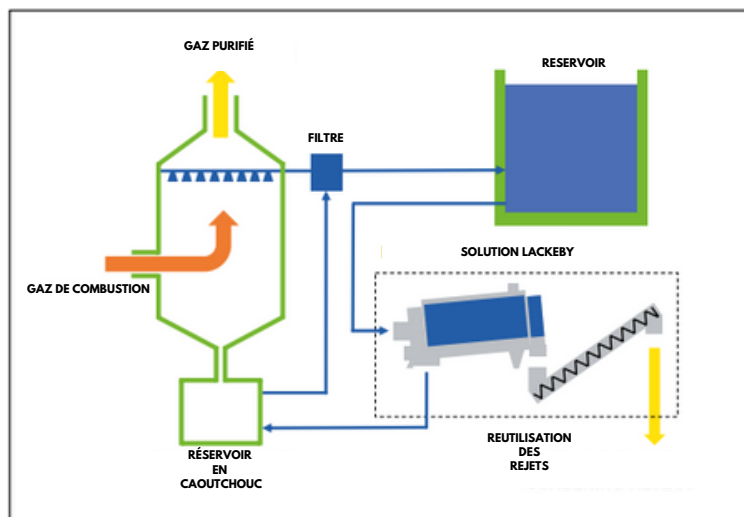 GAZ PURIFIÉ
RESERVOIR
FILTRE
SOLUTION LACKEBY
GAZ DE COMBUSTION
RÉSERVOIR
EN
CAOUTCHOUC
REUTILISATION
DES
REJETS